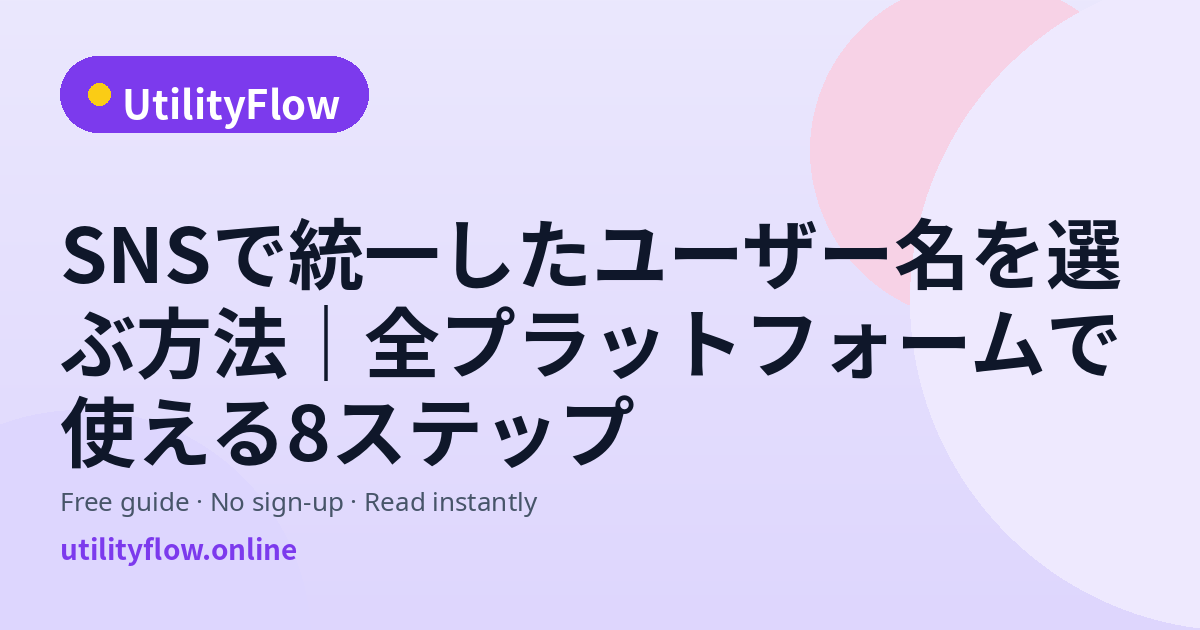 UtilityFlow
SNSで統一したユーザー名を選
ぶ方法｜全プラットフォームで
使える8ステップ
Free guide · No sign-up · Read instantly
utilityflow.online